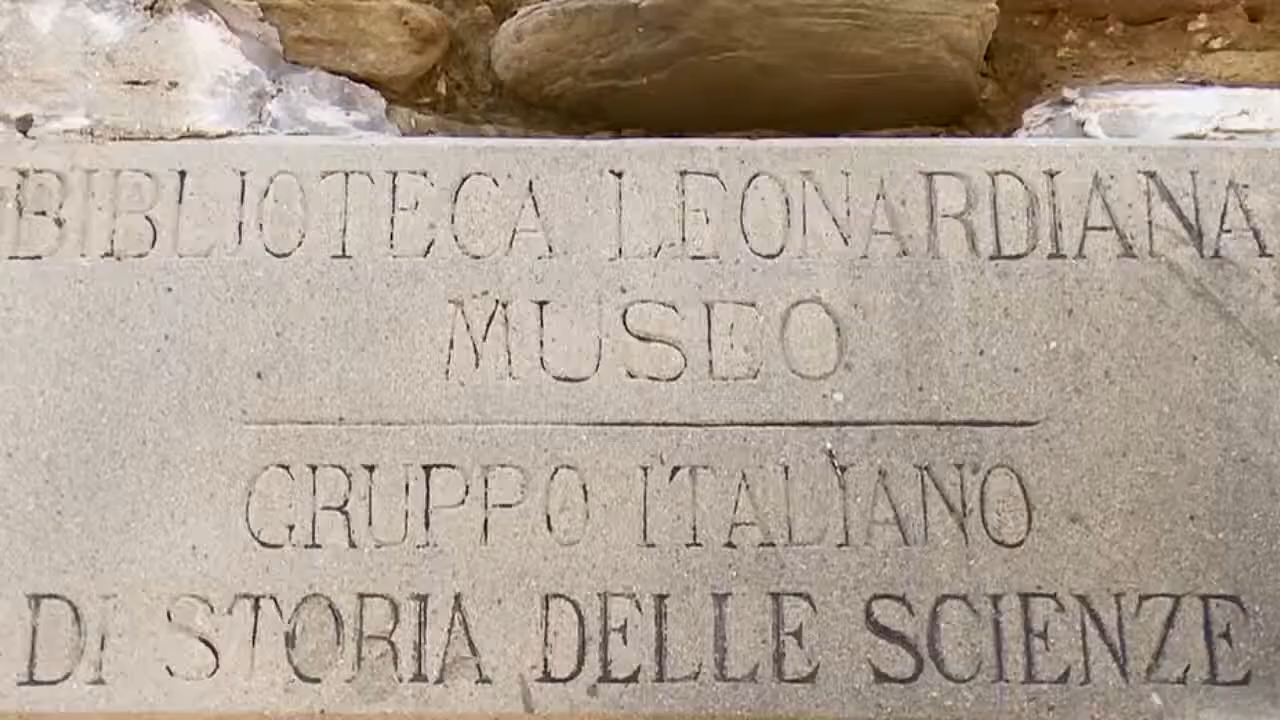 BIBLIOTECA LEONARDIANA
MUSEO
GRUPPO ITALIANO
DI STORIA DELLE SCIENZE